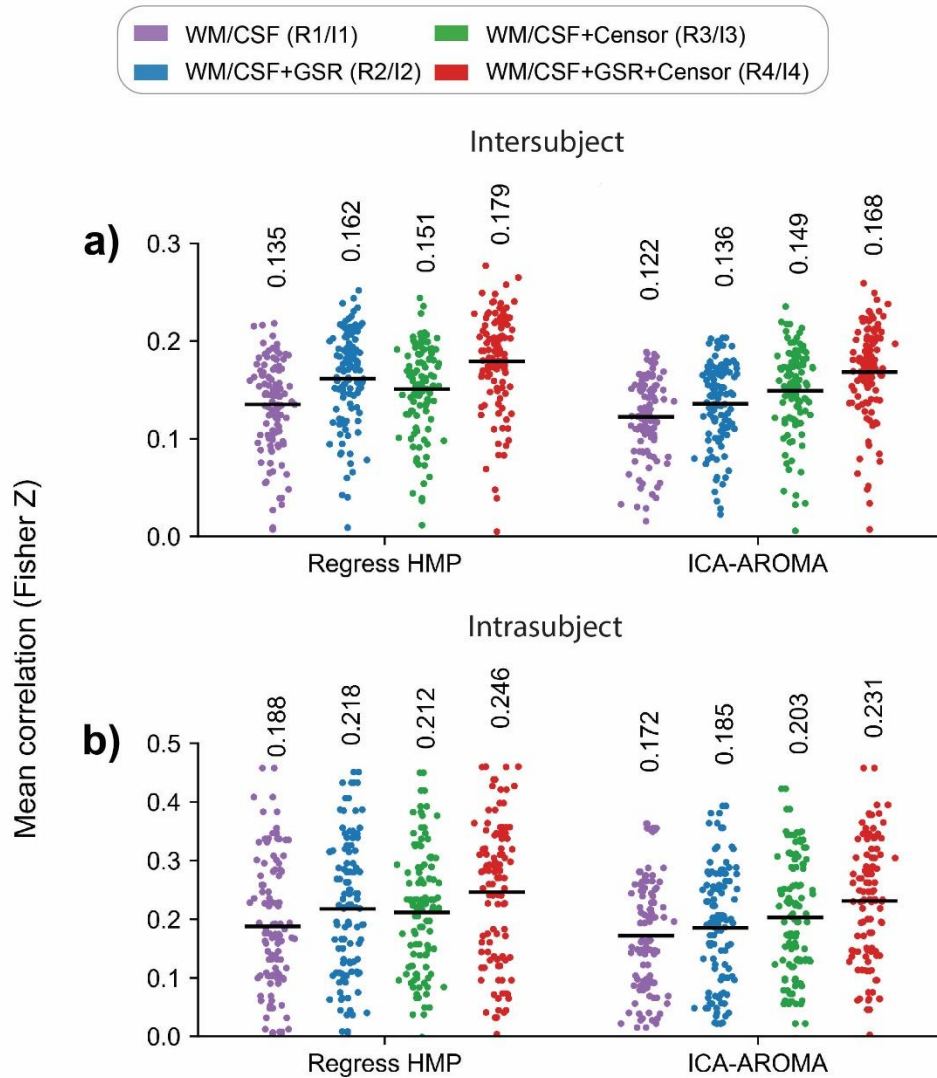 WM/CSF (R1/I1) WM/CSF+Censor (R3/I3)
WM/CSF+GSR (R2/I2) WM/CSF+GSR+Censor (R4/I4)
Intersubject
a)
0.135 0.162 0.151 0.179 0.122 0.136 0.149 0.168
0.3
0.2
0.1
0.0
Regress HMP ICA-AROMA
Mean correlation (Fisher Z)
Intrasubject
b)
0.188 0.218 0.212 0.246 0.172 0.185 0.203 0.231
0.5
0.4
0.3
0.2
0.1
0.0
Regress HMP ICA-AROMA